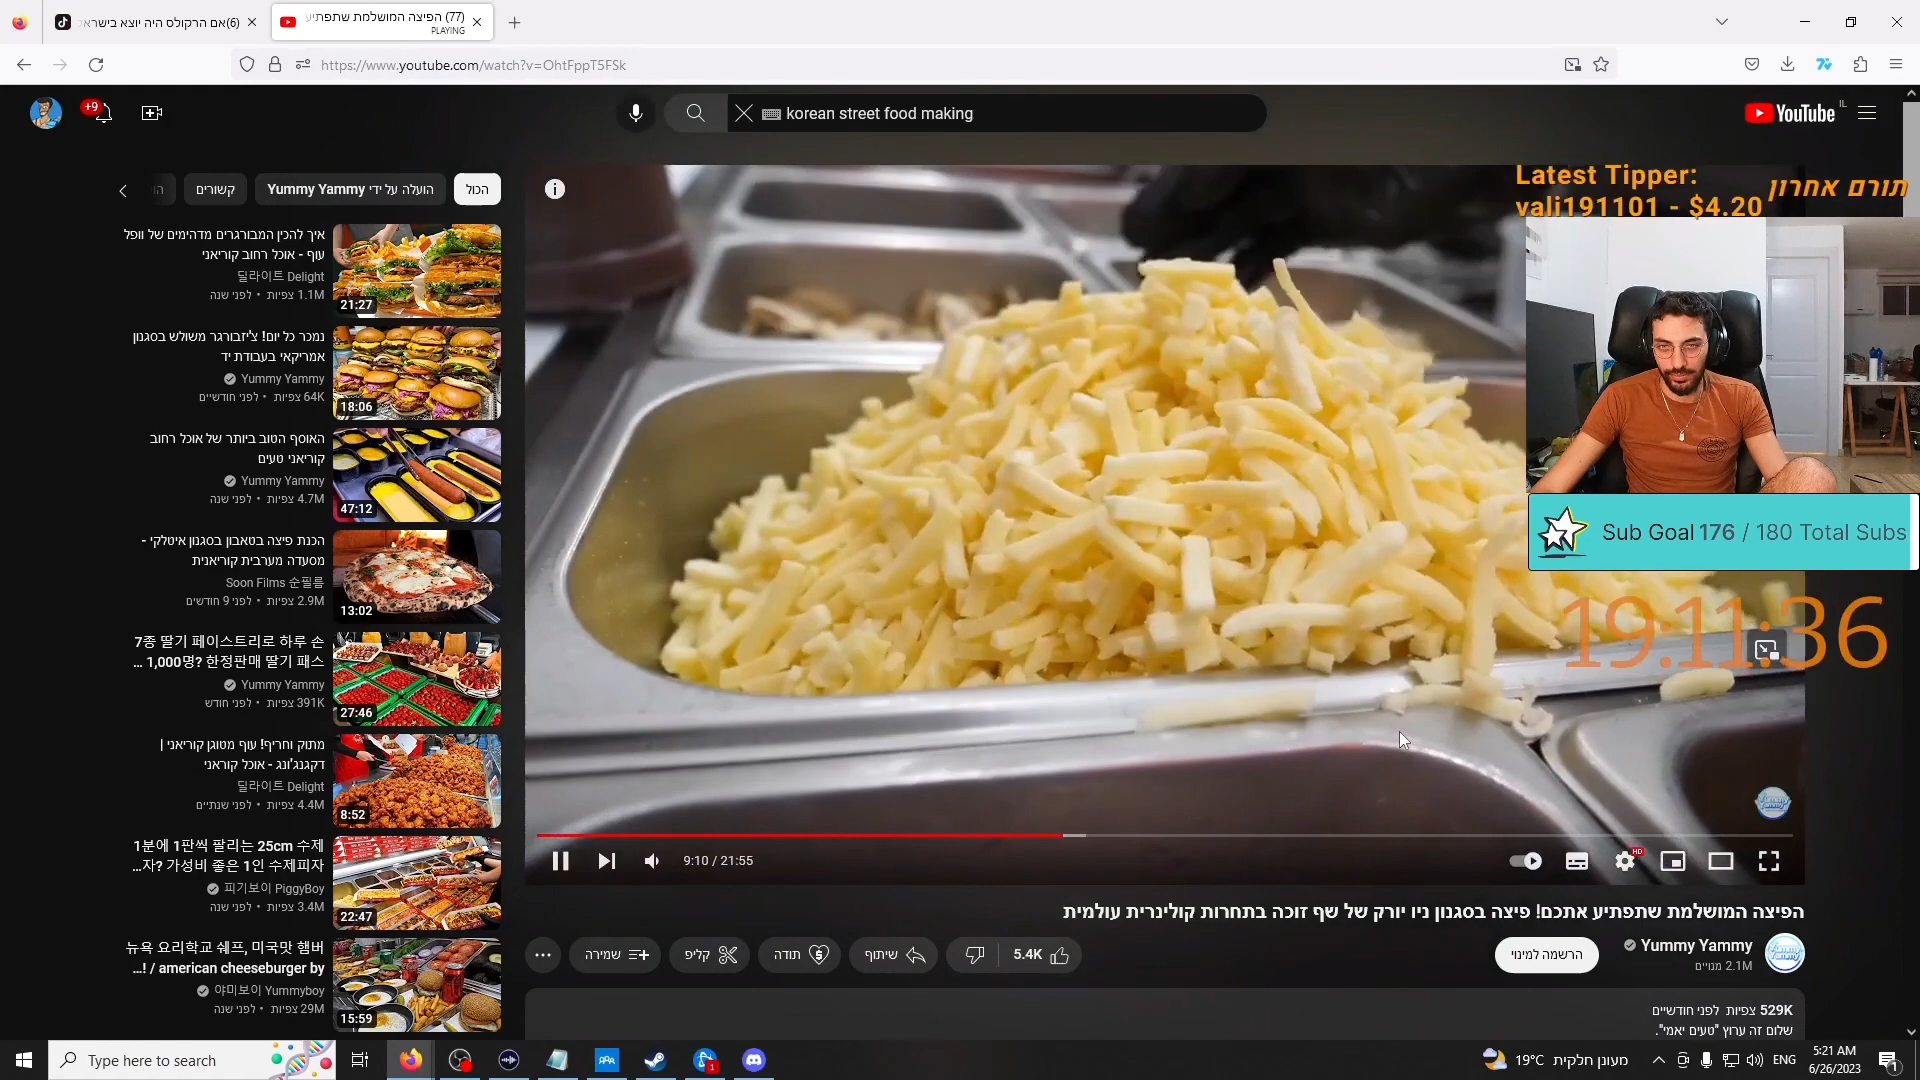 (6)אם הרקולס היה יוצא בישרא
(77) הפיצה המושלמת שתפתיע
PLAYING
https://www.youtube.com/watch?v=OhtFppT5FSk
+9
korean street food making
YouTube IL
הכול
הועלה על ידי Yummy Yammy
קשורים
Latest Tipper:
vali191101 - $4.20
תורם אחרון
איך להכין המבורגרים מדהימים של וופל
עוף - אוכל רחוב קוריאני
딜라이트 Delight
1.1M צפיות • לפני שנה
21:27
נמכר כל יום! צ'יזבורגר משולש בסגנון
אמריקאי בעבודת יד
Yummy Yammy
64K צפיות • לפני חודשיים
18:06
האוסף הטוב ביותר של אוכל רחוב
קוריאני טעים
Yummy Yammy
4.7M צפיות • לפני שנה
47:12
הכנת פיצה בטאבון בסגנון איטלקי -
מסעדה מערבית קוריאנית
Soon Films 순필름
2.9M צפיות • לפני 9 חודשים
13:02
7종 딸기 페이스트리로 하루 손
... 1,000명? 한정판매 딸기 패스
Yummy Yammy
391K צפיות • לפני חודש
27:46
מתוק וחריף! עוף מטוגן קוריאני |
דקגנג'ונג - אוכל קוראני
딜라이트 Delight
4.4M צפיות • לפני שנתיים
8:52
1분에 1판씩 팔리는 25cm 수제
...자? 가성비 좋은 1인 수제피자
피기보이 PiggyBoy
3.4M צפיות • לפני שנה
22:47
뉴욕 요리학교 쉐프, 미국맛 햄버
...! / american cheeseburger by
야미보이 Yummyboy
29M צפיות • לפני שנה
15:59
Sub Goal 176 / 180 Total Subs
19:11:36
9:10 / 21:55
HD
הפיצה המושלמת שתפתיע אתכם! פיצה בסגנון ניו יורק של שף זוכה בתחרות קולינרית עולמית
Yummy Yammy
2.1M מנויים
הרשמה למינוי
5.4K
שיתוף
תודה
קליפ
שמירה
529K צפיות לפני חודשיים
שלום זה ערוץ "טעים יאמי".
Type here to search
19°C מעונן חלקית
ENG
5:21 AM
6/26/2023